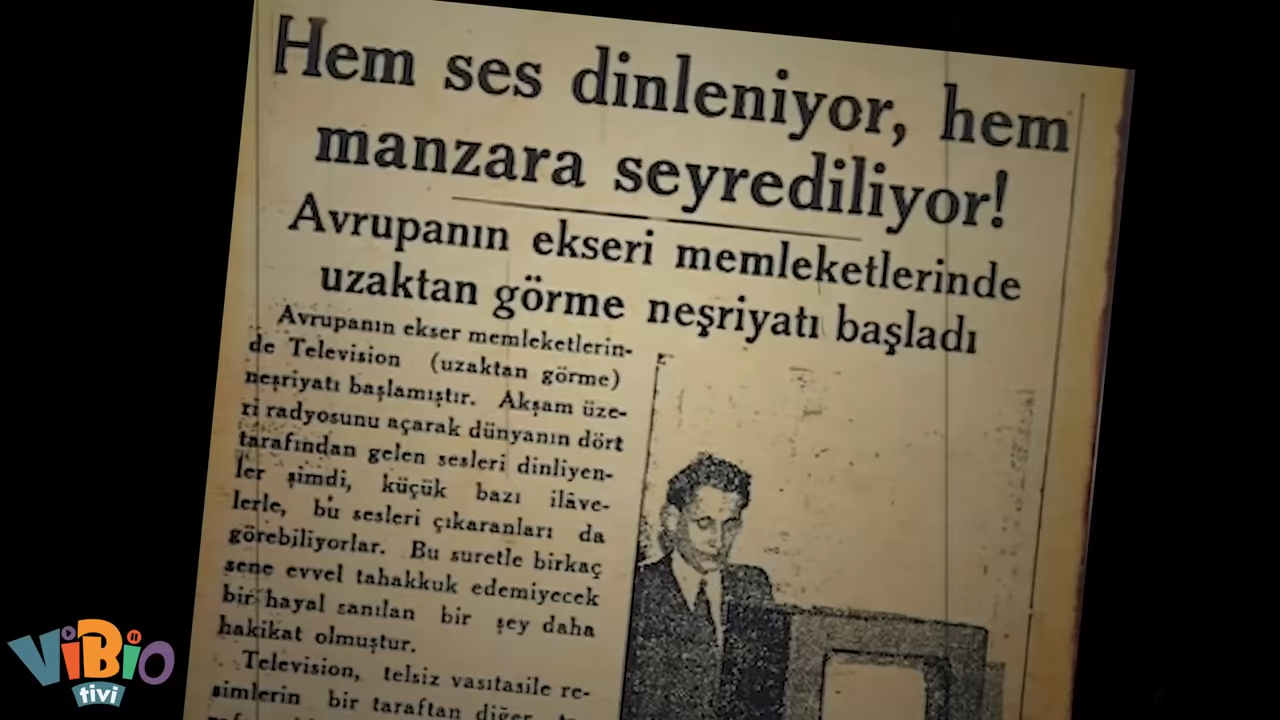 Hem ses dinleniyor, hem
manzara seyrediliyor!
Avrupanın ekseri memleketlerinde
uzaktan görme neşriyatı başladı
Avrupanın ekser memleketlerin-
de Television (uzaktan görme)
neşriyatı başlamıştır. Akşam üze-
ri radyosunu açarak dünyanın dört
tarafından gelen sesleri dinliyen-
ler şimdi, küçük bazı ilâve-
lerle, bu sesleri çıkaranları da
görebiliyorlar. Bu suretle birkaç
sene evvel tahakkuk edemiyecek
bir hayal sanılan bir şey daha
hakikat olmuştur.
Television, telsiz vasıtasile re-
simlerin bir taraftan diğer
ViBiO
tivi